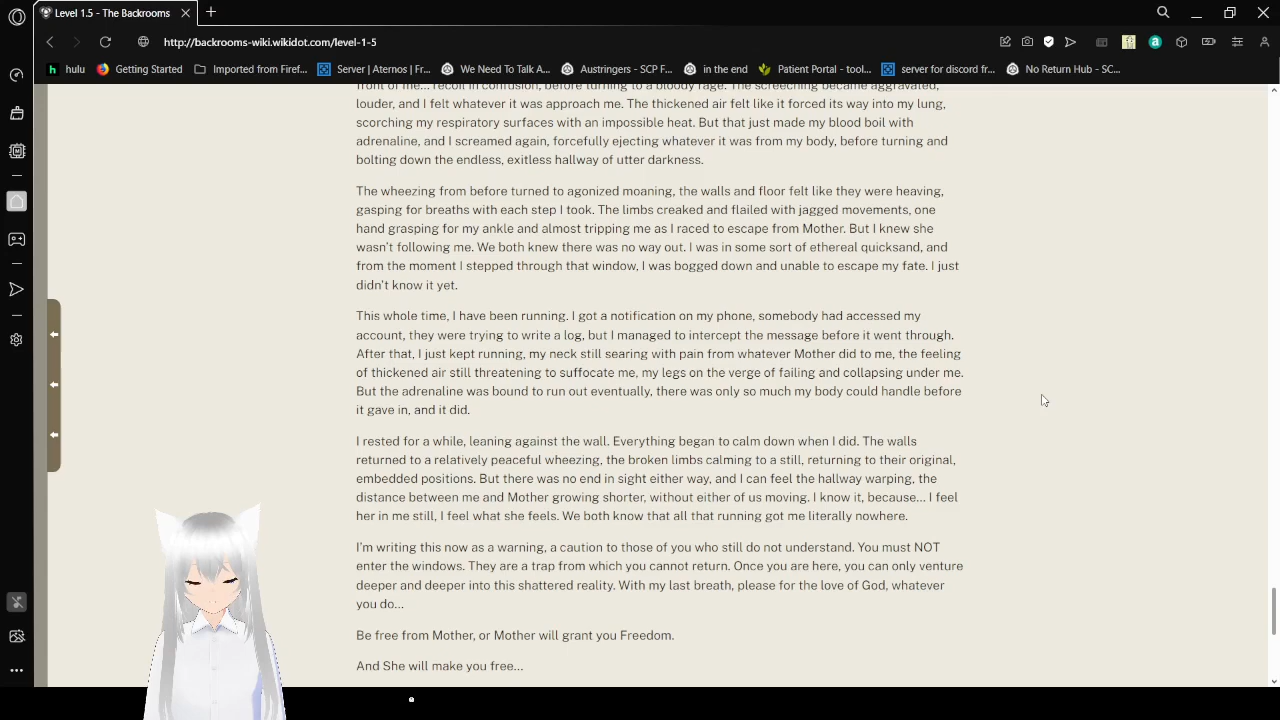 Level 1.5 - The Backrooms
http://backrooms-wiki.wikidot.com/level-1-5
hulu
Getting Started
Imported from Firef...
Server | Aternos | Fr...
We Need To Talk A...
Austringers - SCP F...
in the end
Patient Portal - tool...
server for discord fr...
No Return Hub - SC...
front of me... recoil in confusion, before turning to a bloody rage. The screeching became aggravated,
louder, and I felt whatever it was approach me. The thickened air felt like it forced its way into my lung,
scorching my respiratory surfaces with an impossible heat. But that just made my blood boil with
adrenaline, and I screamed again, forcefully ejecting whatever it was from my body, before turning and
bolting down the endless, exitless hallway of utter darkness.
The wheezing from before turned to agonized moaning, the walls and floor felt like they were heaving,
gasping for breaths with each step I took. The limbs creaked and flailed with jagged movements, one
hand grasping for my ankle and almost tripping me as I raced to escape from Mother. But I knew she
wasn't following me. We both knew there was no way out. I was in some sort of ethereal quicksand, and
from the moment I stepped through that window, I was bogged down and unable to escape my fate. I just
didn't know it yet.
This whole time, I have been running. I got a notification on my phone, somebody had accessed my
account, they were trying to write a log, but I managed to intercept the message before it went through.
After that, I just kept running, my neck still searing with pain from whatever Mother did to me, the feeling
of thickened air still threatening to suffocate me, my legs on the verge of failing and collapsing under me.
But the adrenaline was bound to run out eventually, there was only so much my body could handle before
it gave in, and it did.
I rested for a while, leaning against the wall. Everything began to calm down when I did. The walls
returned to a relatively peaceful wheezing, the broken limbs calming to a still, returning to their original,
embedded positions. But there was no end in sight either way, and I can feel the hallway warping, the
distance between me and Mother growing shorter, without either of us moving. I know it, because... I feel
her in me still, I feel what she feels. We both know that all that running got me literally nowhere.
I'm writing this now as a warning, a caution to those of you who still do not understand. You must NOT
enter the windows. They are a trap from which you cannot return. Once you are here, you can only venture
deeper and deeper into this shattered reality. With my last breath, please for the love of God, whatever
you do...
Be free from Mother, or Mother will grant you Freedom.
And She will make you free...